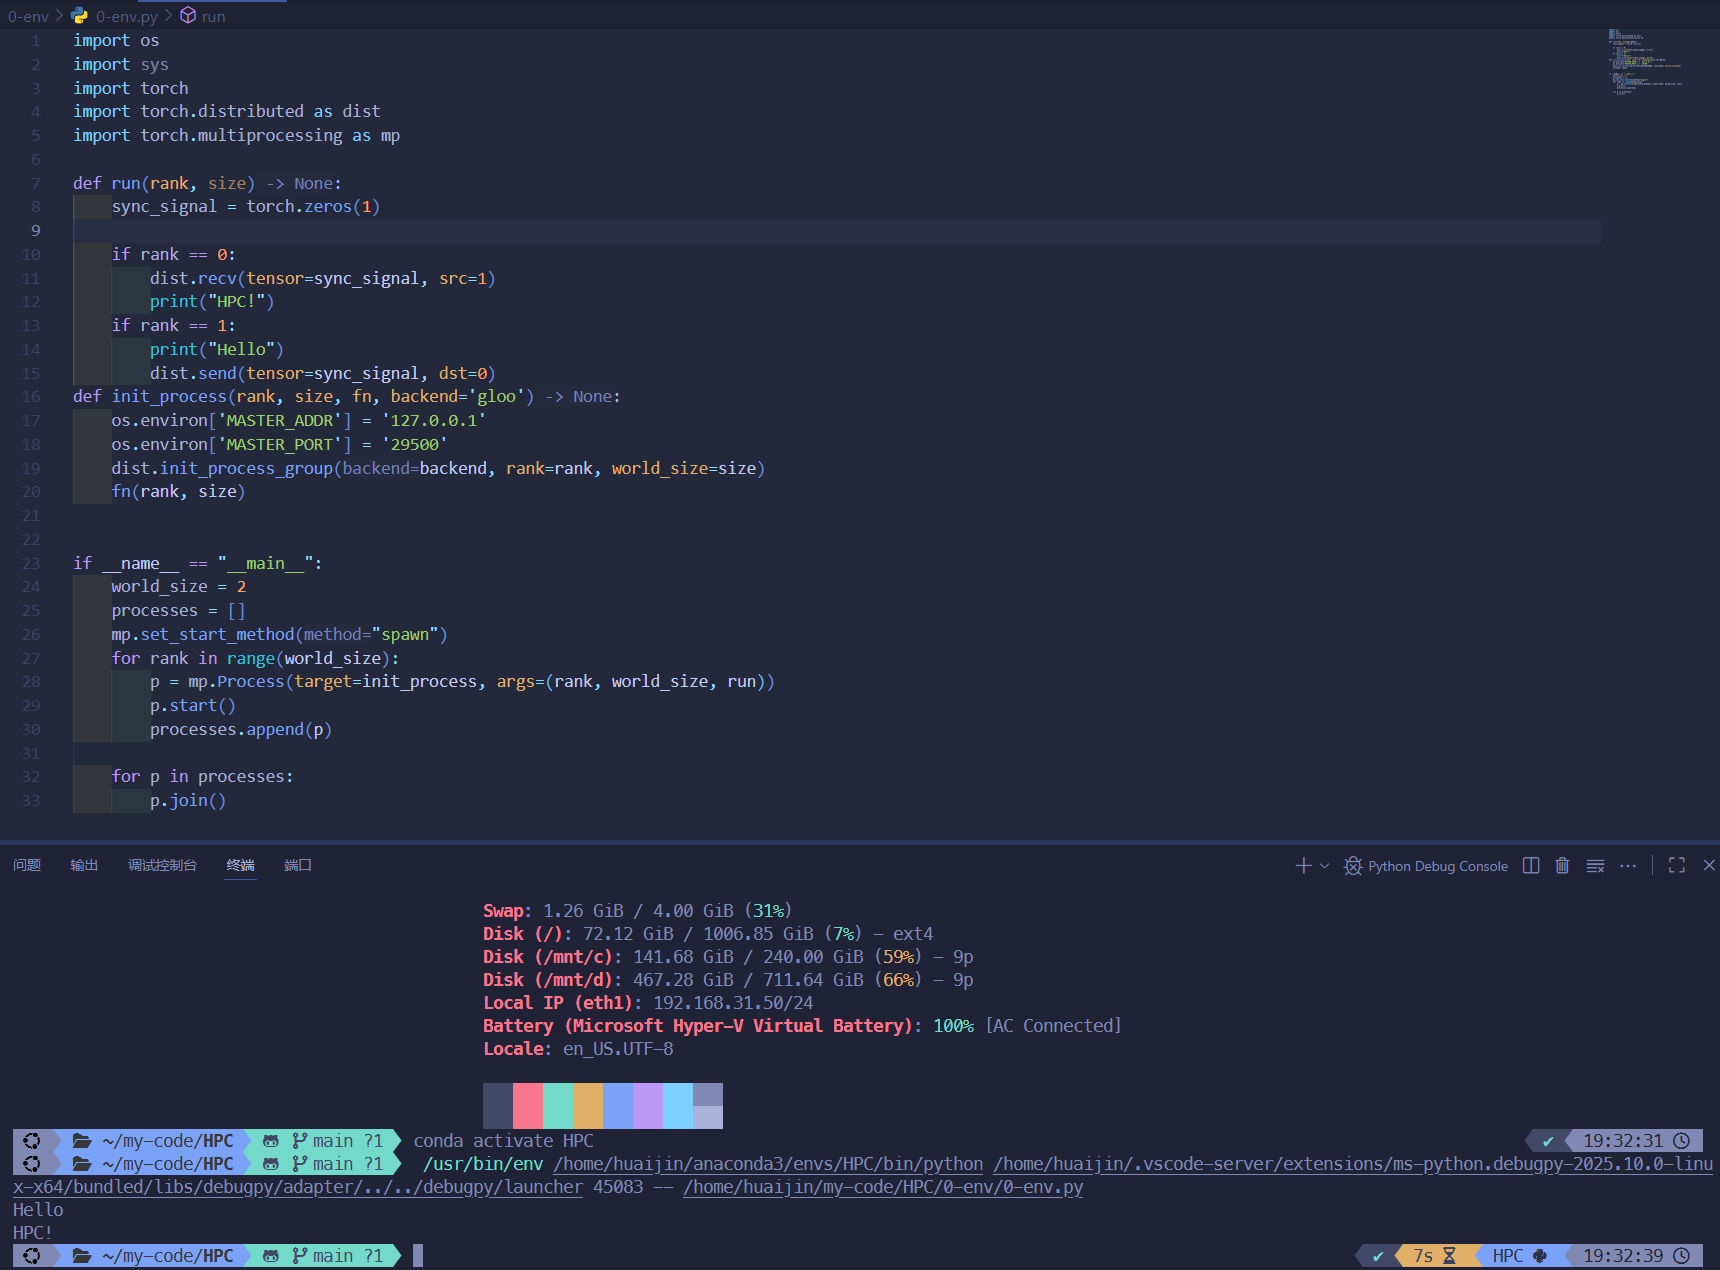 0-env > 0-env.py > run
1 import os
2 import sys
3 import torch
4 import torch.distributed as dist
5 import torch.multiprocessing as mp
6
7 def run(rank, size) -> None:
8 sync_signal = torch.zeros(1)
9
10 if rank == 0:
11 dist.recv(tensor=sync_signal, src=1)
12 print("HPC!")
13 if rank == 1:
14 print("Hello")
15 dist.send(tensor=sync_signal, dst=0)
16 def init_process(rank, size, fn, backend='gloo') -> None:
17 os.environ['MASTER_ADDR'] = '127.0.0.1'
18 os.environ['MASTER_PORT'] = '29500'
19 dist.init_process_group(backend=backend, rank=rank, world_size=size)
20 fn(rank, size)
21
22
23 if __name__ == "__main__":
24 world_size = 2
25 processes = []
26 mp.set_start_method(method="spawn")
27 for rank in range(world_size):
28 p = mp.Process(target=init_process, args=(rank, world_size, run))
29 p.start()
30 processes.append(p)
31
32 for p in processes:
33 p.join()
问题 输出 调试控制台 终端 端口 Python Debug Console
Swap: 1.26 GiB / 4.00 GiB (31%)
Disk (/): 72.12 GiB / 1006.85 GiB (7%) - ext4
Disk (/mnt/c): 141.68 GiB / 240.00 GiB (59%) - 9p
Disk (/mnt/d): 467.28 GiB / 711.64 GiB (66%) - 9p
Local IP (eth1): 192.168.31.50/24
Battery (Microsoft Hyper-V Virtual Battery): 100% [AC Connected]
Locale: en_US.UTF-8
~/my-code/HPC main ?1 conda activate HPC ✔ 19:32:31
~/my-code/HPC main ?1 /usr/bin/env /home/huaijin/anaconda3/envs/HPC/bin/python /home/huaijin/.vscode-server/extensions/ms-python.debugpy-2025.10.0-linu
x-x64/bundled/libs/debugpy/adapter/../../debugpy/launcher 45083 -- /home/huaijin/my-code/HPC/0-env/0-env.py
Hello
HPC!
~/my-code/HPC main ?1 ✔ 7s HPC 19:32:39